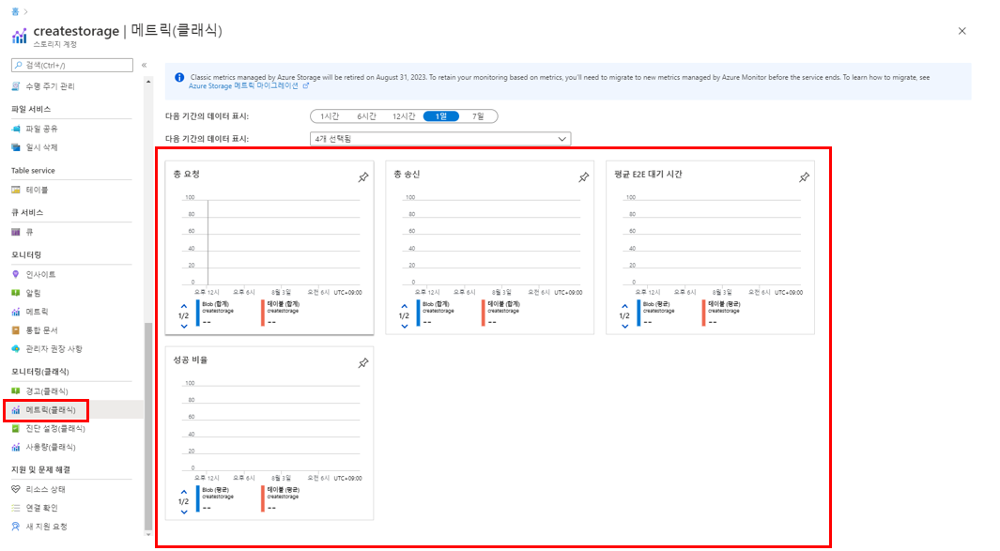 홈 >
createstorage | 메트릭(클래식)
스토리지 계정
검색(Ctrl+/)
«
수명 주기 관리
파일 서비스
파일 공유
일시 삭제
Table service
테이블
큐 서비스
큐
모니터링
인사이트
알림
메트릭
통합 문서
관리자 권장 사항
모니터링(클래식)
경고(클래식)
메트릭(클래식)
진단 설정(클래식)
사용량(클래식)
지원 및 문제 해결
리소스 상태
연결 확인
새 지원 요청
Classic metrics managed by Azure Storage will be retired on August 31, 2023. To retain your monitoring based on metrics, you'll need to migrate to new metrics managed by Azure Monitor before the service ends. To learn how to migrate, see
Azure Storage 메트릭 마이그레이션
다음 기간의 데이터 표시:
1시간 6시간 12시간 1일 7일
다음 기간의 데이터 표시:
4개 선택됨
총 요청
100
80
60
40
20
0
오후 12시 오후 6시 8월 3일 오전 6시 UTC+09:00
1/2
Blob (합계)
createstorage
--
테이블 (합계)
createstorage
--
총 송신
100
80
60
40
20
0
오후 12시 오후 6시 8월 3일 오전 6시 UTC+09:00
1/2
Blob (합계)
createstorage
--
테이블 (합계)
createstorage
--
평균 E2E 대기 시간
100
80
60
40
20
0
오후 12시 오후 6시 8월 3일 오전 6시 UTC+09:00
1/2
Blob (평균)
createstorage
--
테이블 (평균)
createstorage
--
성공 비율
100
80
60
40
20
0
오후 12시 오후 6시 8월 3일 오전 6시 UTC+09:00
1/2
Blob (평균)
createstorage
--
테이블 (평균)
createstorage
--